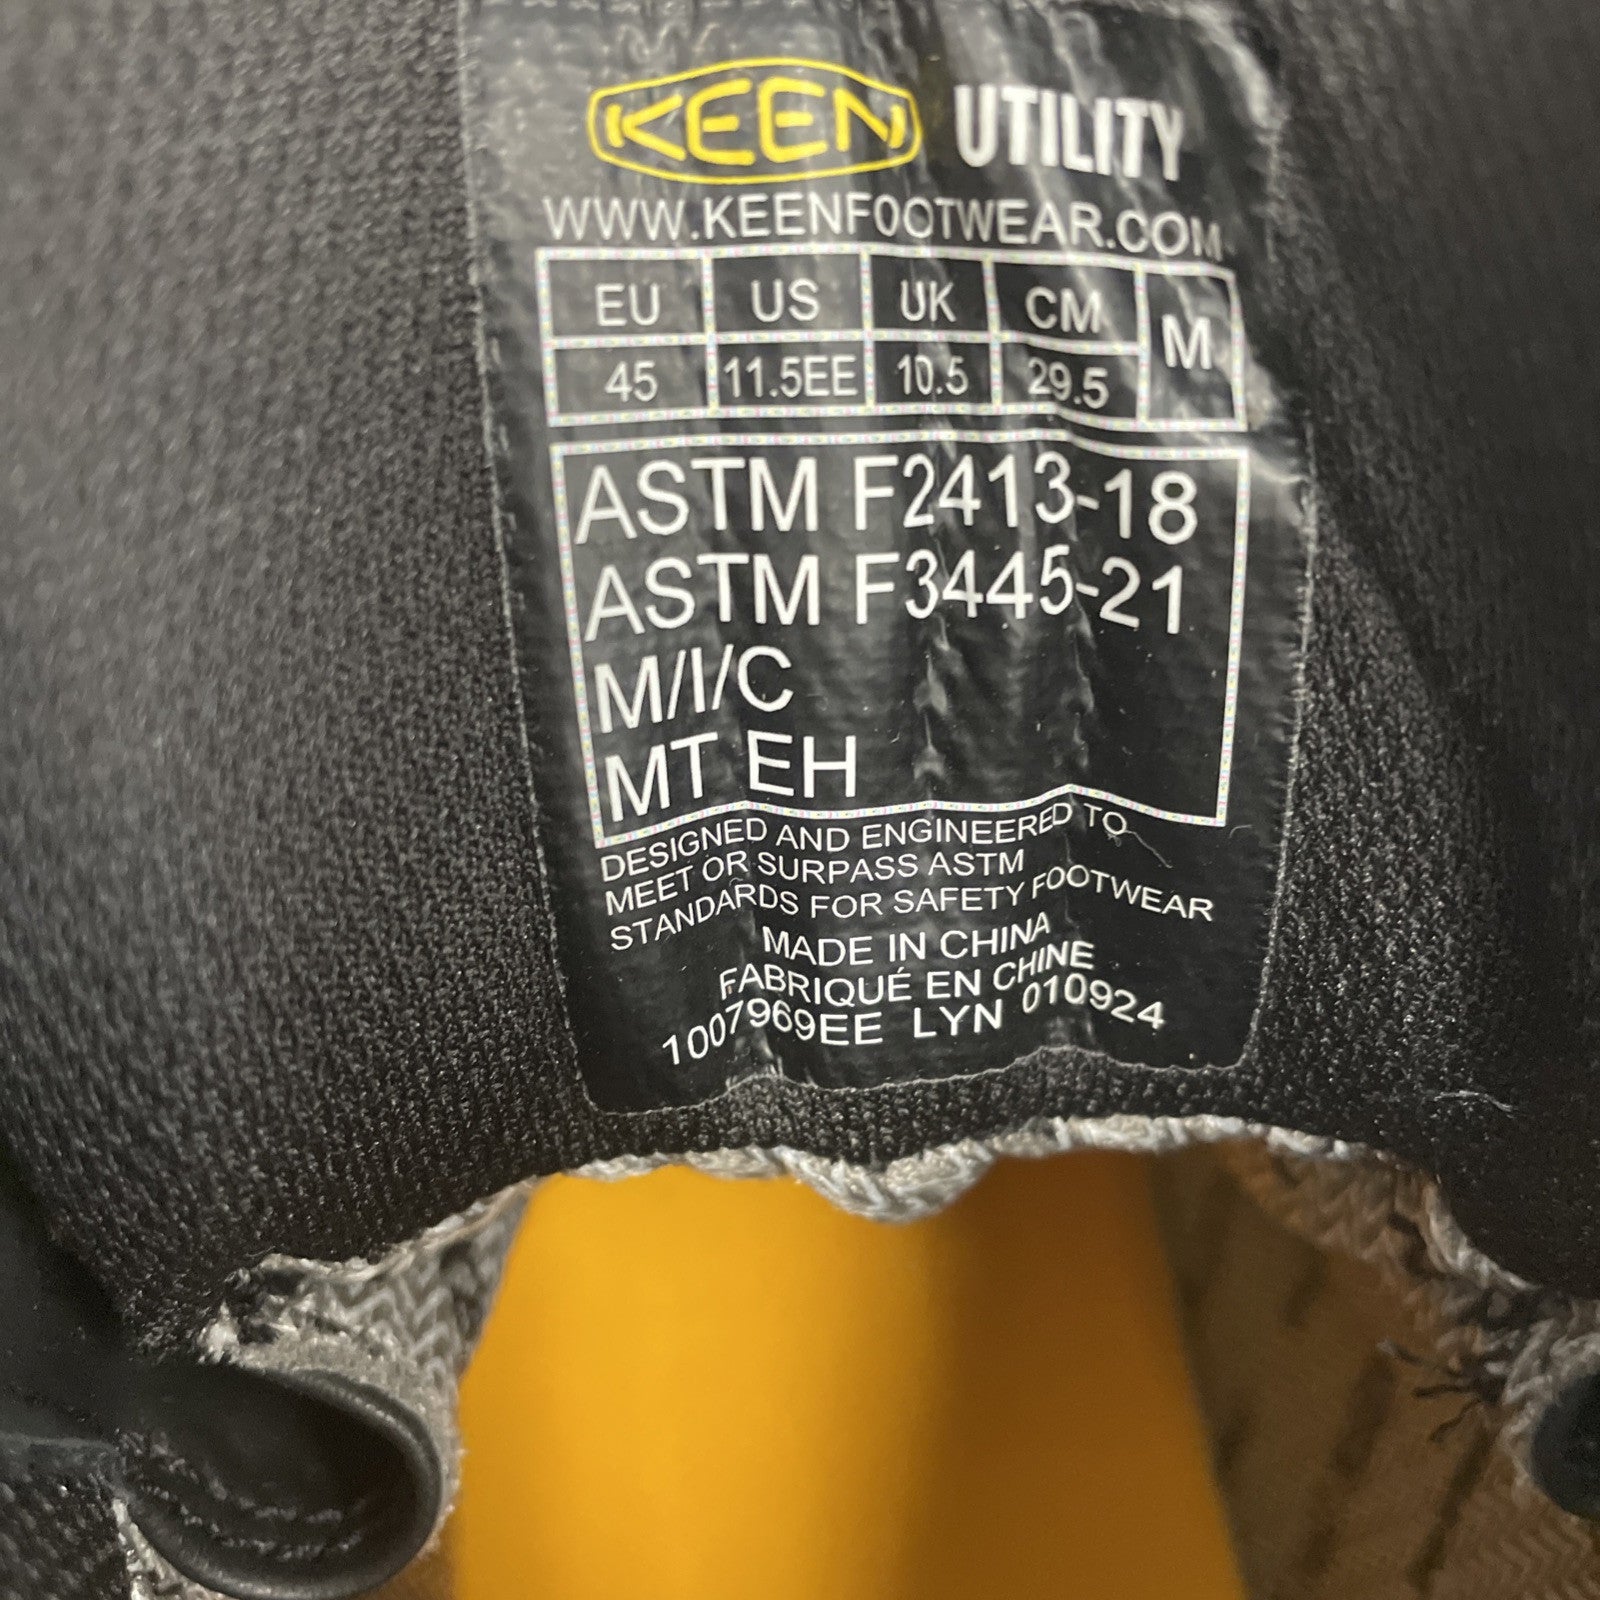 KEEN UTILITY
WWW.KEENFOOTWEAR.COM
EU US UK CM M
45 11.5EE 10.5 29.5
ASTM F2413-18
ASTM F3445-21
M/I/C
MT EH
DESIGNED AND ENGINEERED TO
MEET OR SURPASS ASTM
STANDARDS FOR SAFETY FOOTWEAR
MADE IN CHINA
FABRIQUÉ EN CHINE
1007969EE LYN 010924